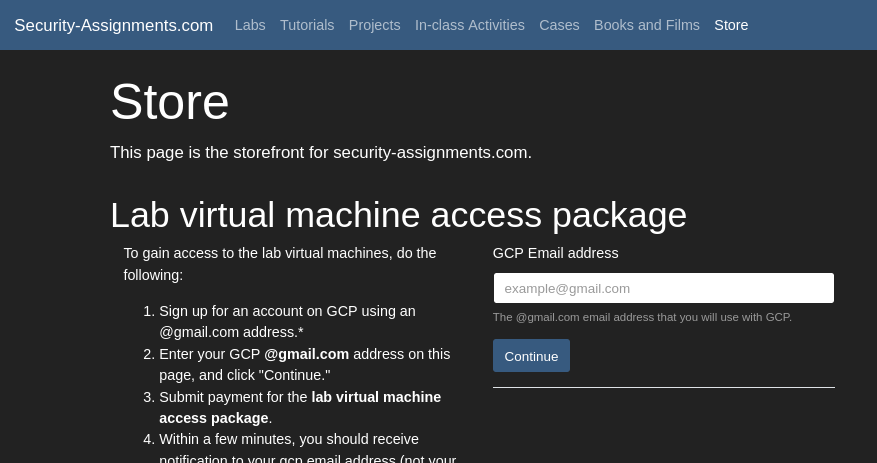 Security-Assignments.com Labs Tutorials Projects In-class Activities Cases Books and Films Store
Store
This page is the storefront for security-assignments.com.
Lab virtual machine access package
To gain access to the lab virtual machines, do the
following:
1. Sign up for an account on GCP using an
@gmail.com address.*
2. Enter your GCP @gmail.com address on this
page, and click "Continue."
3. Submit payment for the lab virtual machine
access package.
4. Within a few minutes, you should receive
notification to your gcp email address (not your
GCP Email address
example@gmail.com
The @gmail.com email address that you will use with GCP.
Continue